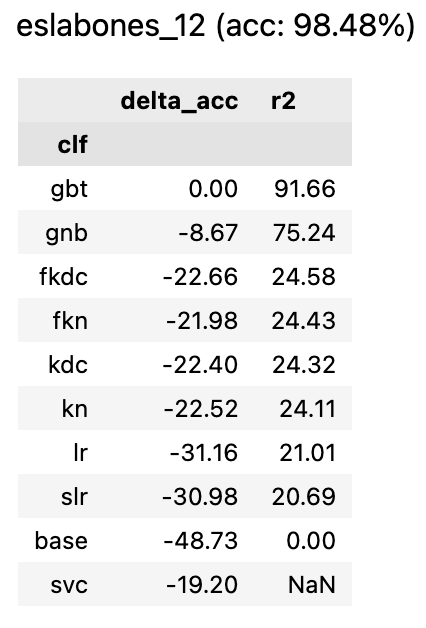 eslabones_12 (acc: 98.48%)
delta_acc r2
clf
gbt 0.00 91.66
gnb -8.67 75.24
fkdc -22.66 24.58
fkn -21.98 24.43
kdc -22.40 24.32
kn -22.52 24.11
lr -31.16 21.01
slr -30.98 20.69
base -48.73 0.00
svc -19.20 NaN